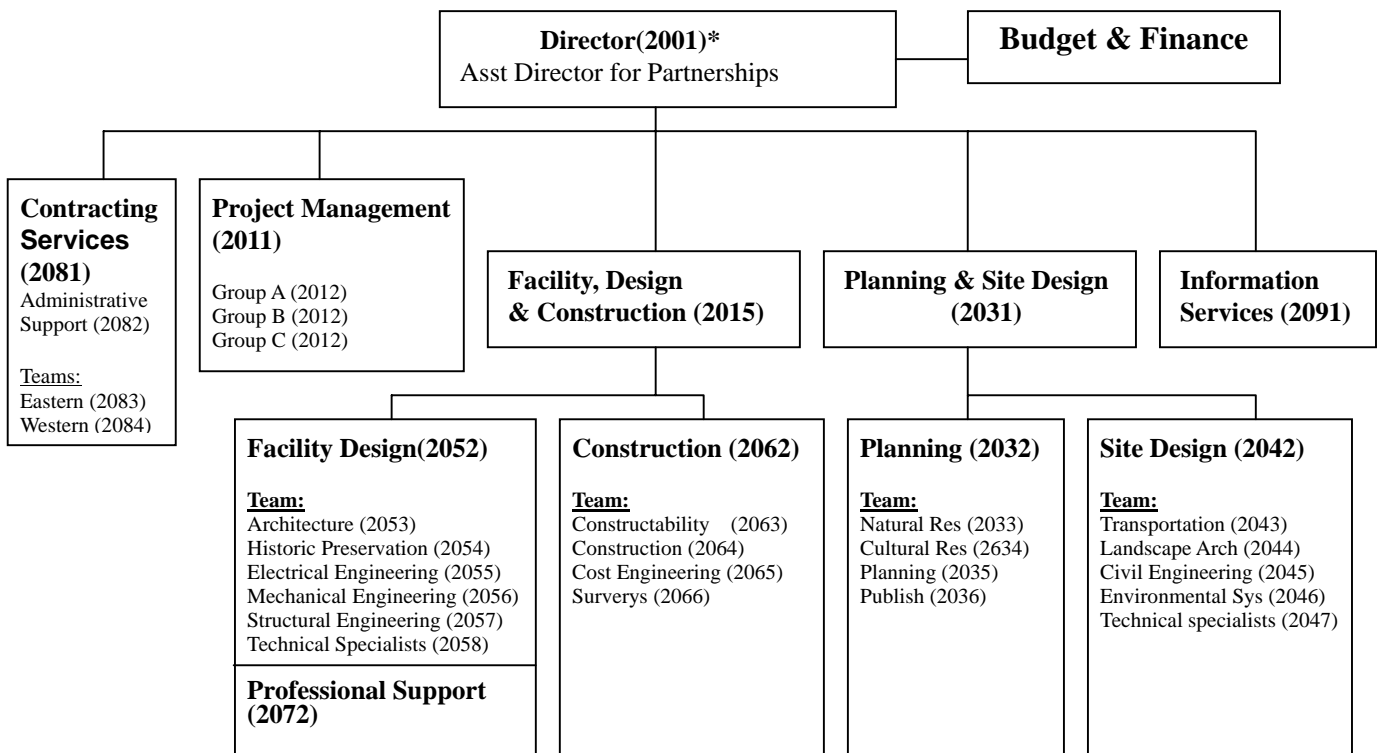 Director(2001)*
Asst Director for Partnerships
Budget & Finance
Contracting
Services
(2081)
Administrative
Support (2082)
Teams:
Eastern (2083)
Western (2084)
Project Management
(2011)
Group A (2012)
Group B (2012)
Group C (2012)
Facility, Design
& Construction (2015)
Planning & Site Design
(2031)
Information
Services (2091)
Facility Design(2052)
Team:
Architecture (2053)
Historic Preservation (2054)
Electrical Engineering (2055)
Mechanical Engineering (2056)
Structural Engineering (2057)
Technical Specialists (2058)
Professional Support
(2072)
Construction (2062)
Team:
Constructability (2063)
Construction (2064)
Cost Engineering (2065)
Surverys (2066)
Planning (2032)
Team:
Natural Res (2033)
Cultural Res (2634)
Planning (2035)
Publish (2036)
Site Design (2042)
Team:
Transportation (2043)
Landscape Arch (2044)
Civil Engineering (2045)
Environmental Sys (2046)
Technical specialists (2047)